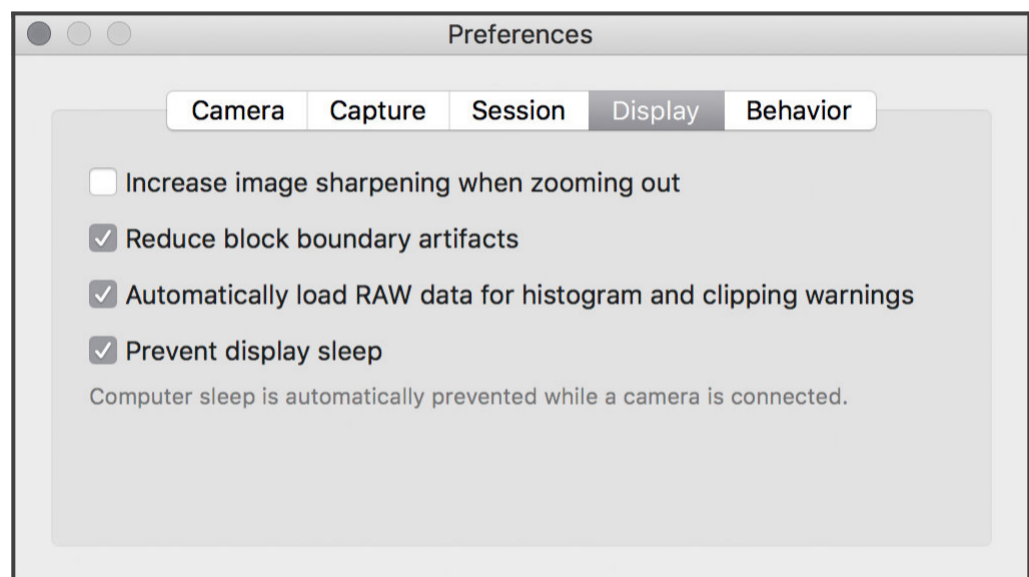 Preferences
Camera Capture Session Display Behavior
Increase image sharpening when zooming out
Reduce block boundary artifacts
Automatically load RAW data for histogram and clipping warnings
Prevent display sleep
Computer sleep is automatically prevented while a camera is connected.